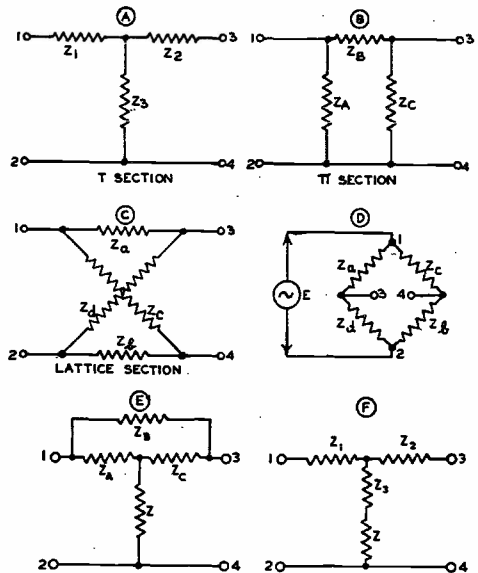 A
B
1 Z1 Z2 3
1 ZB 3
Z3
ZA ZC
2 4
2 4
T SECTION
π SECTION
C
D
1 Za 3
1
Za Zc
E 3 4
Zd Zc
Zd Zb
2
2 Zb 4
LATTICE SECTION
E
F
ZB
1 ZA ZC 3
1 Z1 Z2 3
Z3
Z
Z
2 4
2 4